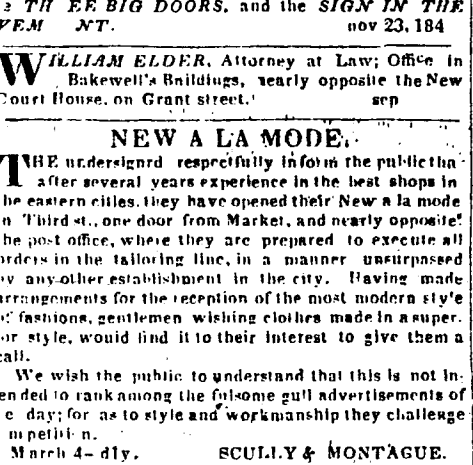 TH EE BIG DOORS, and the SIGN IN THE
VEM NT. nov 23, 184
WILLIAM ELDER, Attorney at Law; Office in
Bakewell's Buildings, nearly opposite the New
Court House, on Grant street. sep
NEW A LA MODE.
THE undersigned respectfully inform the public tha
after several years experience in the best shops in
he eastern cities, they have opened their New a la mode
n Third st., one door from Market, and nearly opposite
he post office, where they are prepared to execute all
orders in the tailoring line, in a manner unsurpassed
by any other establishment in the city. Having made
arrangements for the reception of the most modern style
of fashions, gentlemen wishing clothes made in a super.
or style, would find it to their interest to give them a
call.
We wish the public to understand that this is not in-
ended to rank among the fulsome gull advertisements of
e day; for as to style and workmanship they challenge
mpetiti n.
March 4-dly. SCULLY & MONTAGUE.